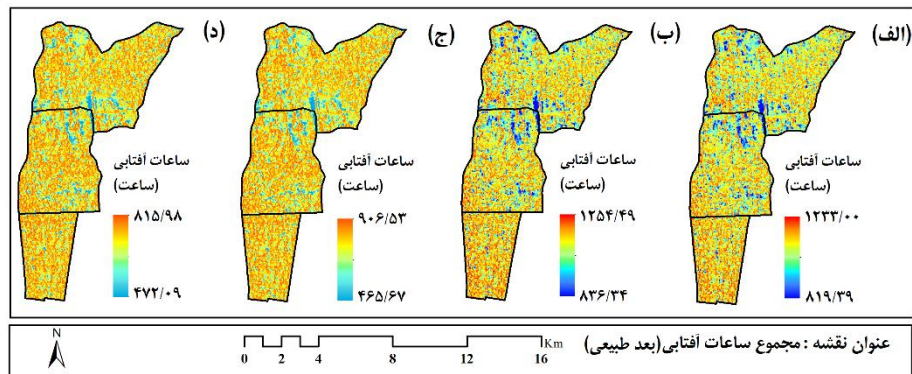 (الف)
ساعات آفتابی
(ساعت)
۱۲۳۳/۰۰
۸۱۹/۳۹
(ب)
ساعات آفتابی
(ساعت)
۱۲۵۴/۴۹
۸۳۶/۳۴
(ج)
ساعات آفتابی
(ساعت)
۹۰۶/۵۳
۴۶۵/۶۷
(د)
ساعات آفتابی
(ساعت)
۸۱۵/۹۸
۴۷۲/۰۹
عنوان نقشه : مجموع ساعات آفتابی(بعد طبیعی)
N
Km
0 2 4 8 12 16